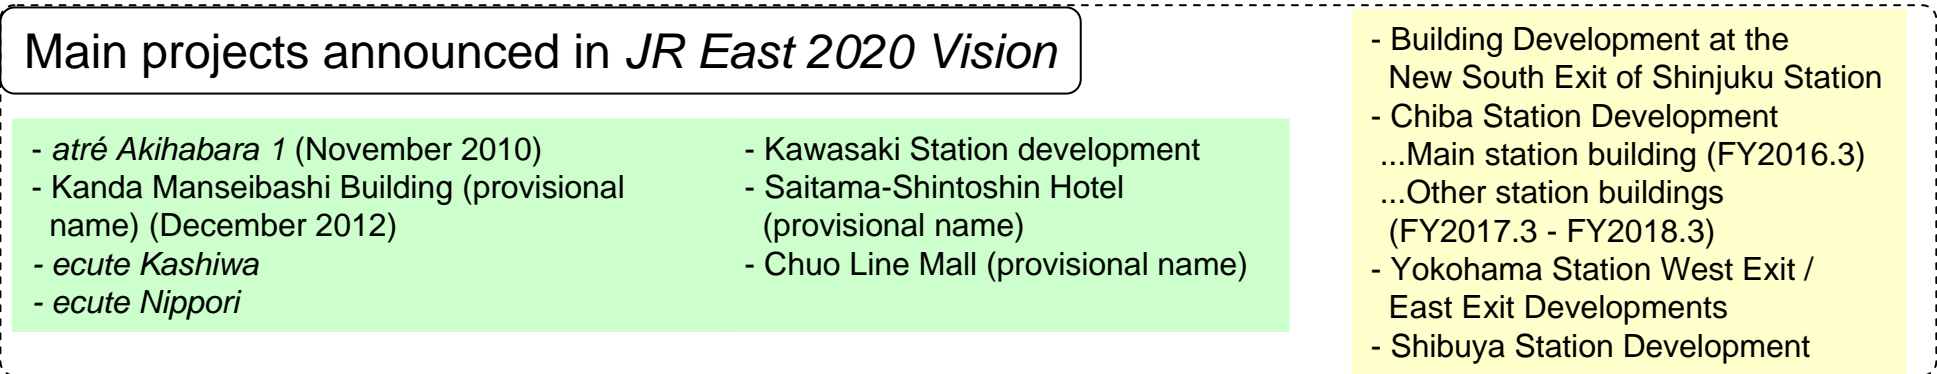 Main projects announced in JR East 2020 Vision
- atré Akihabara 1 (November 2010)
- Kanda Manseibashi Building (provisional
name) (December 2012)
- ecute Kashiwa
- ecute Nippori
- Kawasaki Station development
- Saitama-Shintoshin Hotel
(provisional name)
- Chuo Line Mall (provisional name)
- Building Development at the
New South Exit of Shinjuku Station
- Chiba Station Development
...Main station building (FY2016.3)
...Other station buildings
(FY2017.3 - FY2018.3)
- Yokohama Station West Exit /
East Exit Developments
- Shibuya Station Development